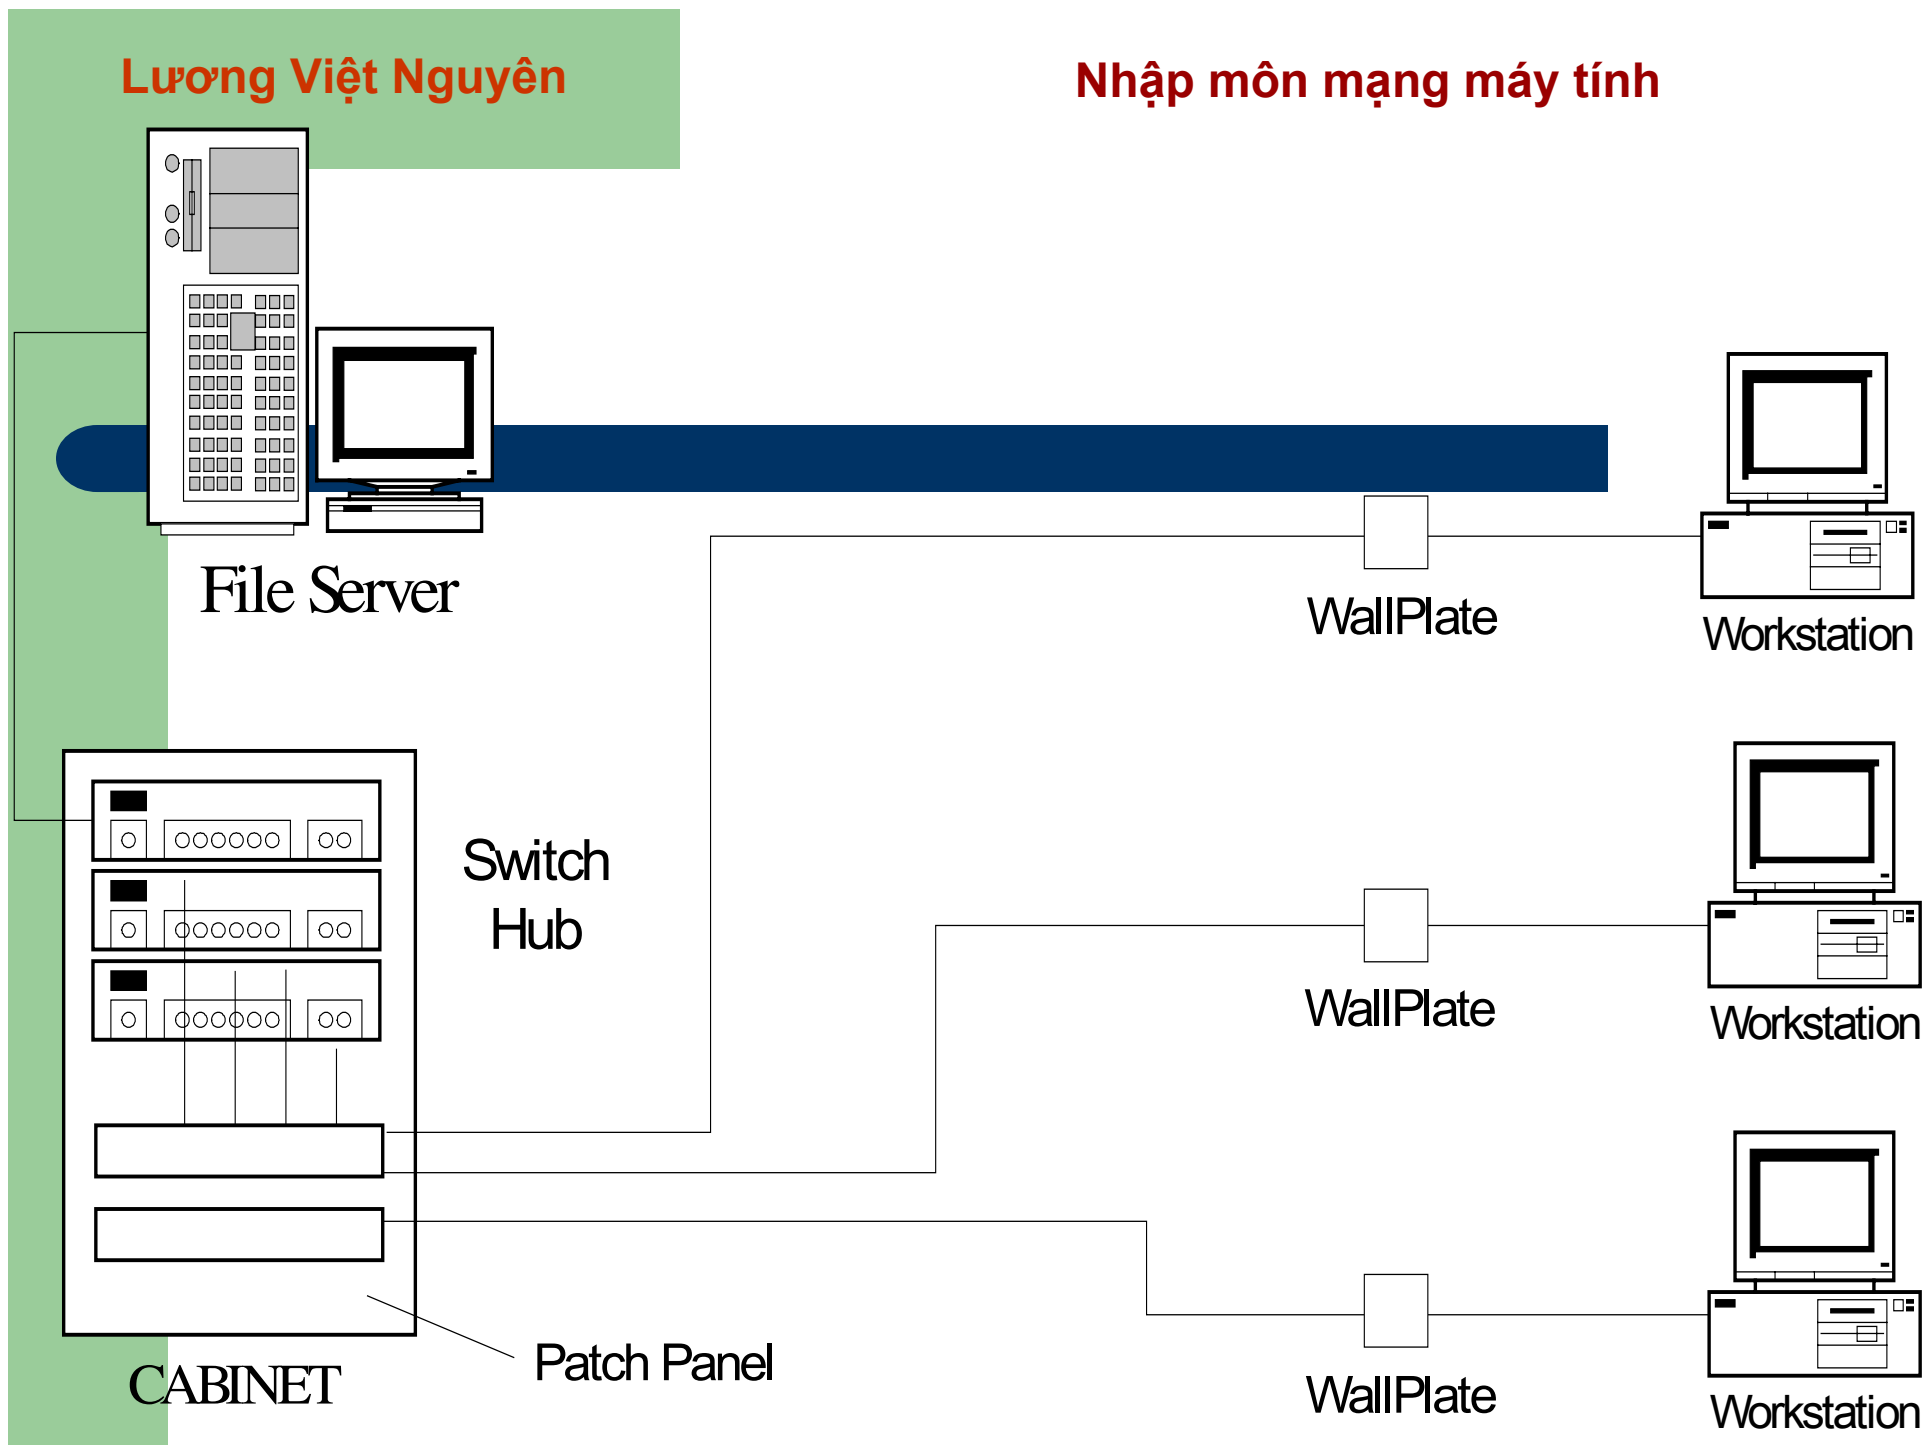 Lương Việt Nguyên
Nhập môn mạng máy tính
File Server
WallPlate
Workstation
Switch
Hub
WallPlate
Workstation
Patch Panel
CABINET
WallPlate
Workstation